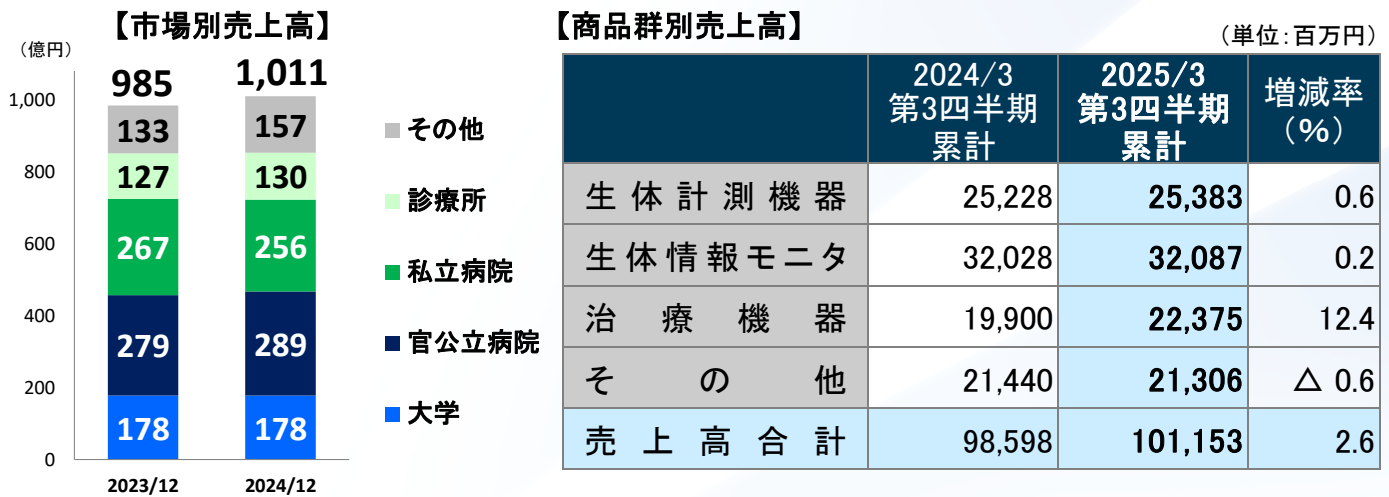 【市場別売上高】
（億円）
985
1,011
1,000
800
600
400
200
0
133
157
127
130
267
256
279
289
178
178
2023/12
2024/12
その他
診療所
私立病院
官公立病院
大学
【商品群別売上高】
（単位：百万円）
2024/3
第3四半期
累計
2025/3
第3四半期
累計
増減率
（%）
生体計測機器 25,228 25,383 0.6
生体情報モニタ 32,028 32,087 0.2
治療機器 19,900 22,375 12.4
その他 21,440 21,306 △ 0.6
売上高合計 98,598 101,153 2.6